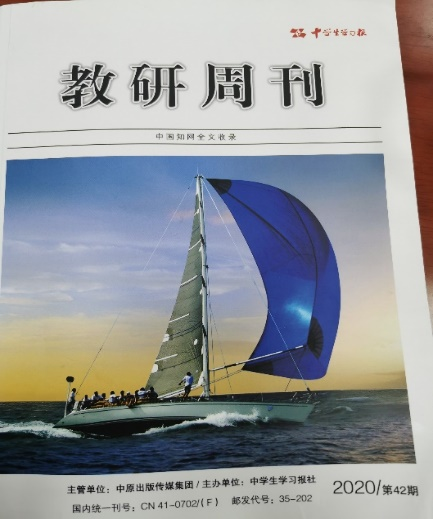 中学生学习报
教研周刊
中国知网全文收录
主管单位：中原出版传媒集团/主办单位：中学生学习报社
2020/第42期
国内统一刊号：CN 41-0702/(F) 邮发代号：35-202